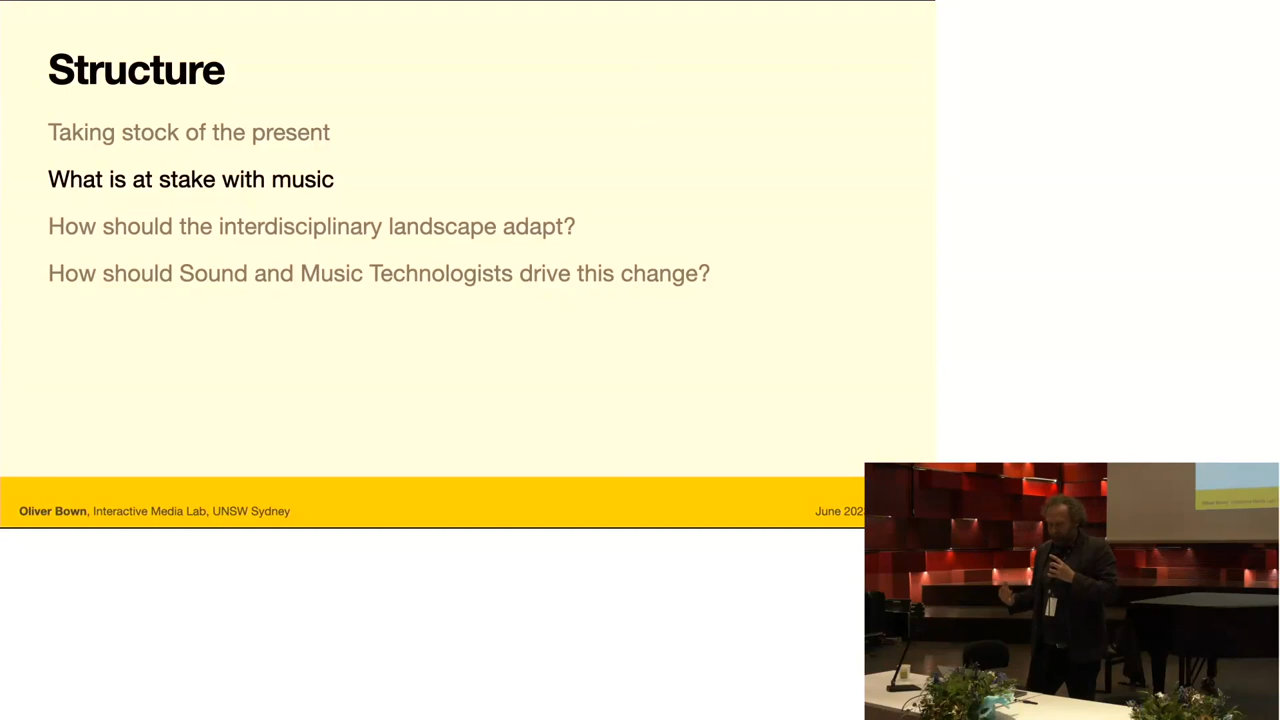 Structure
Taking stock of the present
What is at stake with music
How should the interdisciplinary landscape adapt?
How should Sound and Music Technologists drive this change?
Oliver Bown, Interactive Media Lab, UNSW Sydney
June